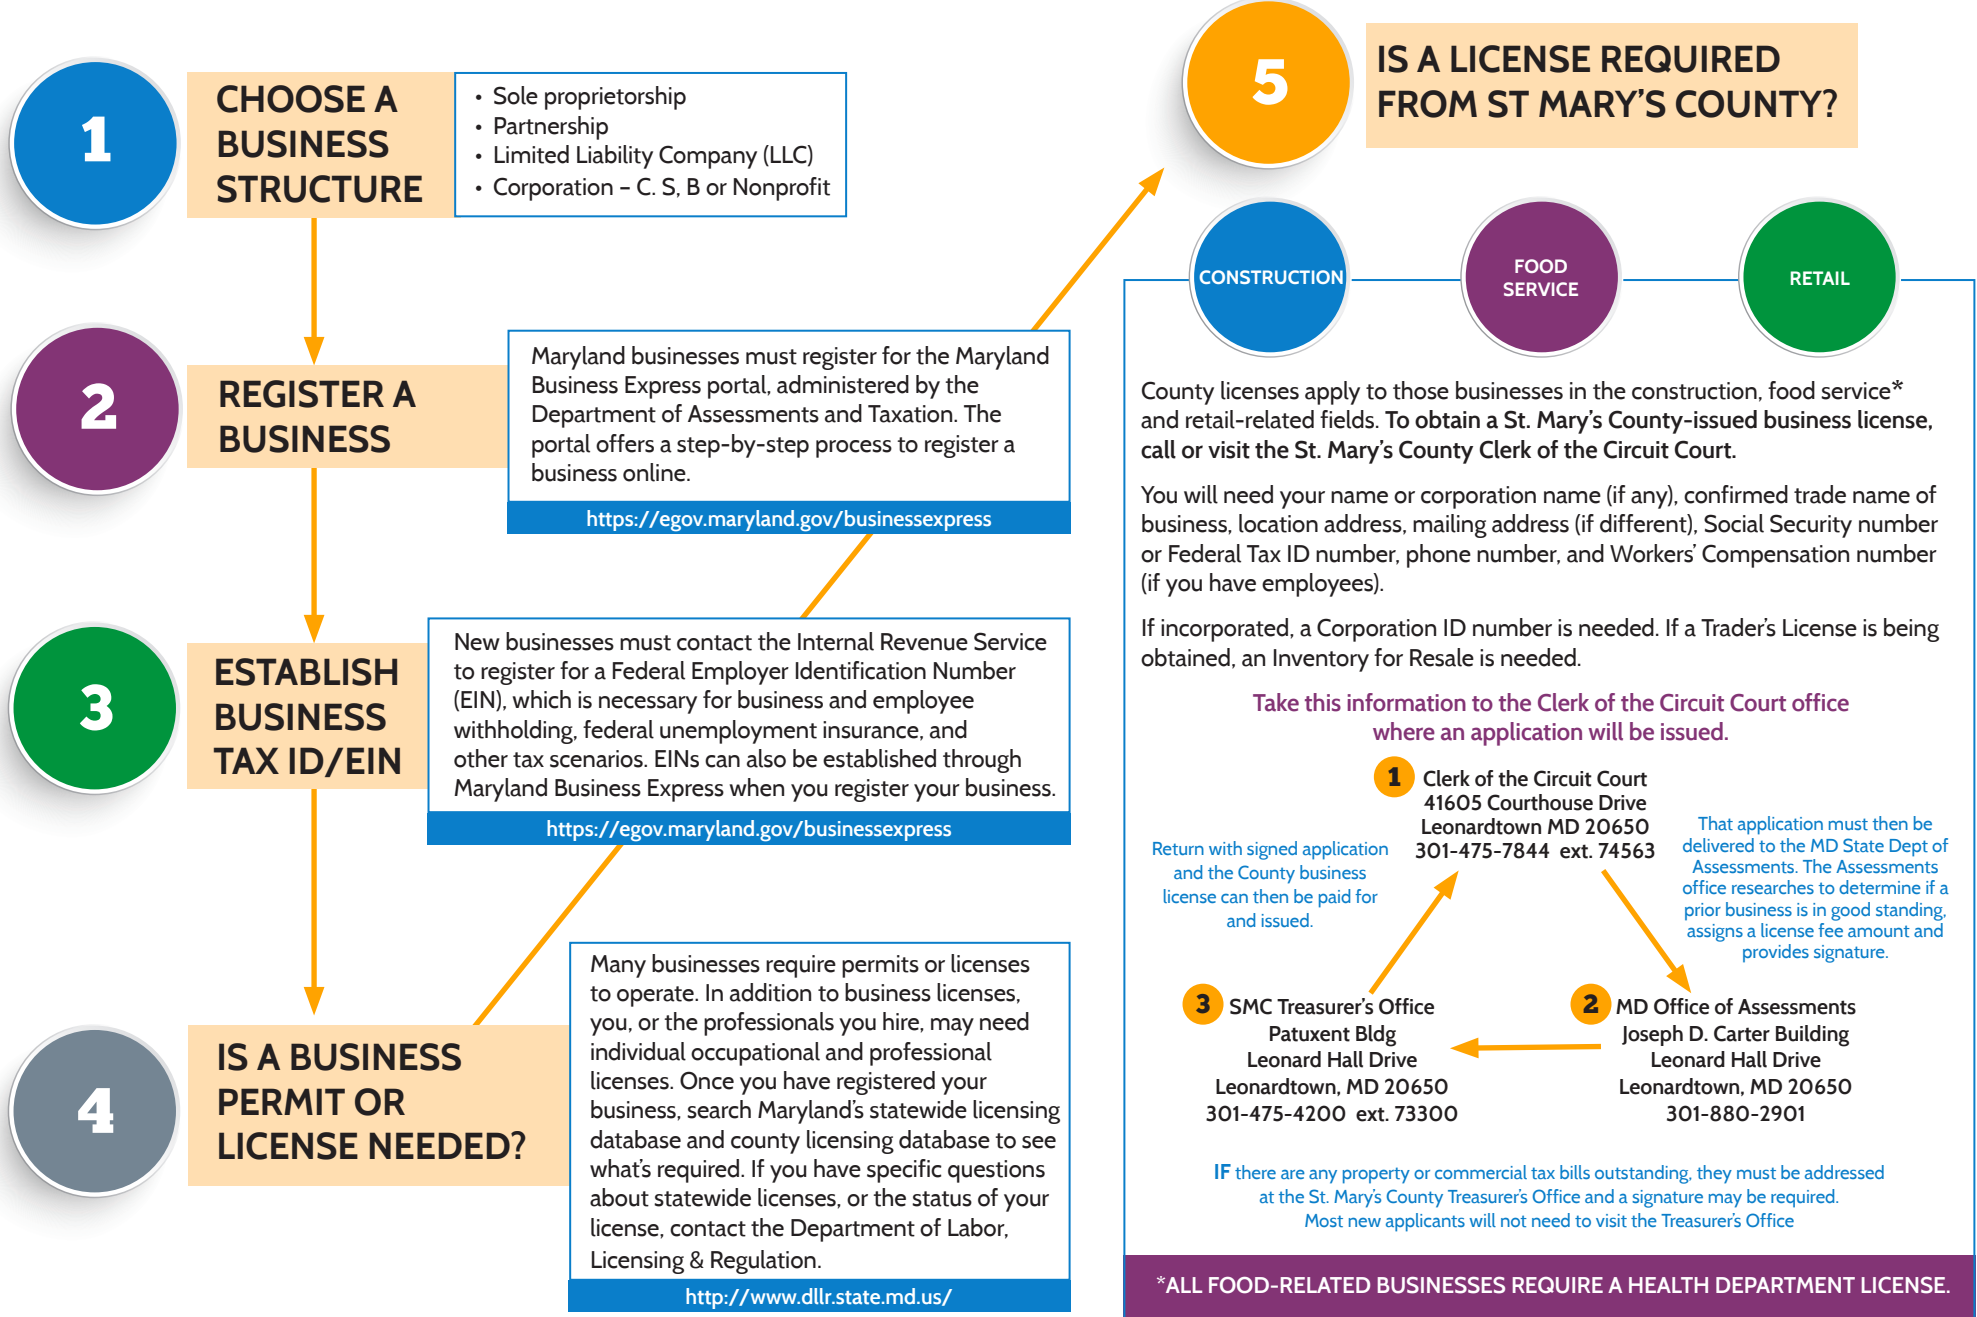 1
CHOOSE A
BUSINESS
STRUCTURE
• Sole proprietorship
• Partnership
• Limited Liability Company (LLC)
• Corporation – C. S, B or Nonprofit
2
REGISTER A
BUSINESS
Maryland businesses must register for the Maryland
Business Express portal, administered by the
Department of Assessments and Taxation. The
portal offers a step-by-step process to register a
business online.
https://egov.maryland.gov/businessexpress
3
ESTABLISH
BUSINESS
TAX ID/EIN
New businesses must contact the Internal Revenue Service
to register for a Federal Employer Identification Number
(EIN), which is necessary for business and employee
withholding, federal unemployment insurance, and
other tax scenarios. EINs can also be established through
Maryland Business Express when you register your business.
https://egov.maryland.gov/businessexpress
4
IS A BUSINESS
PERMIT OR
LICENSE NEEDED?
Many businesses require permits or licenses
to operate. In addition to business licenses,
you, or the professionals you hire, may need
individual occupational and professional
licenses. Once you have registered your
business, search Maryland's statewide licensing
database and county licensing database to see
what's required. If you have specific questions
about statewide licenses, or the status of your
license, contact the Department of Labor,
Licensing & Regulation.
http://www.dllr.state.md.us/
5
IS A LICENSE REQUIRED
FROM ST MARY'S COUNTY?
CONSTRUCTION
FOOD
SERVICE
RETAIL
County licenses apply to those businesses in the construction, food service*
and retail-related fields. To obtain a St. Mary's County-issued business license,
call or visit the St. Mary's County Clerk of the Circuit Court.
You will need your name or corporation name (if any), confirmed trade name of
business, location address, mailing address (if different), Social Security number
or Federal Tax ID number, phone number, and Workers' Compensation number
(if you have employees).
If incorporated, a Corporation ID number is needed. If a Trader's License is being
obtained, an Inventory for Resale is needed.
Take this information to the Clerk of the Circuit Court office
where an application will be issued.
1 Clerk of the Circuit Court
41605 Courthouse Drive
Leonardtown MD 20650
301-475-7844 ext. 74563
That application must then be
delivered to the MD State Dept of
Assessments. The Assessments
office researches to determine if a
prior business is in good standing,
assigns a license fee amount and
provides signature.
2 MD Office of Assessments
Joseph D. Carter Building
Leonard Hall Drive
Leonardtown, MD 20650
301-880-2901
3 SMC Treasurer's Office
Patuxent Bldg
Leonard Hall Drive
Leonardtown, MD 20650
301-475-4200 ext. 73300
Return with signed application
and the County business
license can then be paid for
and issued.
IF there are any property or commercial tax bills outstanding, they must be addressed
at the St. Mary's County Treasurer's Office and a signature may be required.
Most new applicants will not need to visit the Treasurer's Office
*ALL FOOD-RELATED BUSINESSES REQUIRE A HEALTH DEPARTMENT LICENSE.